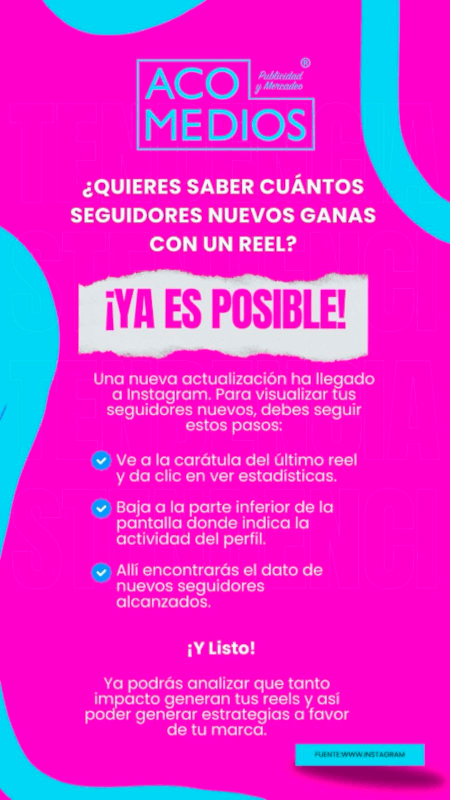 ACO
Publicidad
y Mercadeo
®
MEDIOS
¿QUIERES SABER CUÁNTOS
SEGUIDORES NUEVOS GANAS
CON UN REEL?
¡YA ES POSIBLE!
Una nueva actualización ha llegado
a Instagram. Para visualizar tus
seguidores nuevos, debes seguir
estos pasos:
Ve a la carátula del último reel
y da clic en ver estadísticas.
Baja a la parte inferior de la
pantalla donde indica la
actividad del perfil.
Allí encontrarás el dato de
nuevos seguidores
alcanzados.
¡Y Listo!
Ya podrás analizar que tanto
impacto generan tus reels y así
poder generar estrategias a favor
de tu marca.
FUENTE:WWW.INSTAGRAM